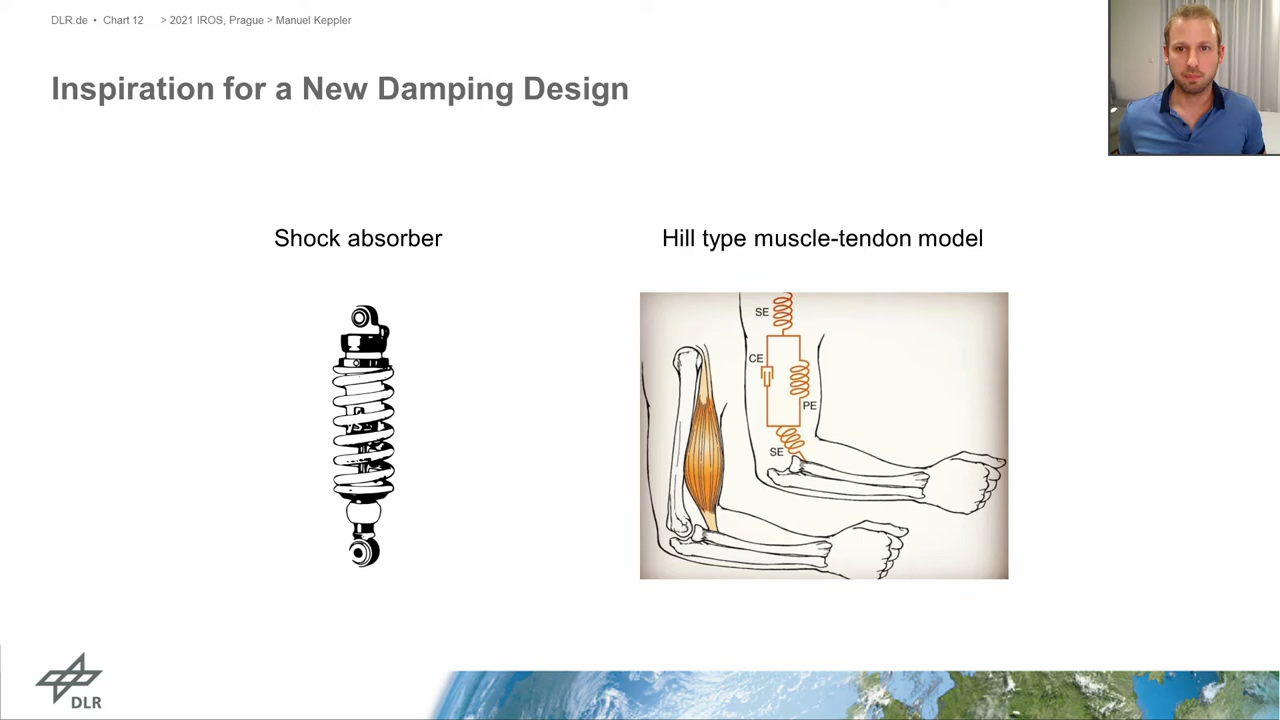 DLR.de • Chart 12 > 2021 IROS, Prague > Manuel Keppler
Inspiration for a New Damping Design
Shock absorber
Hill type muscle-tendon model
SE
CE
PE
SE
DLR